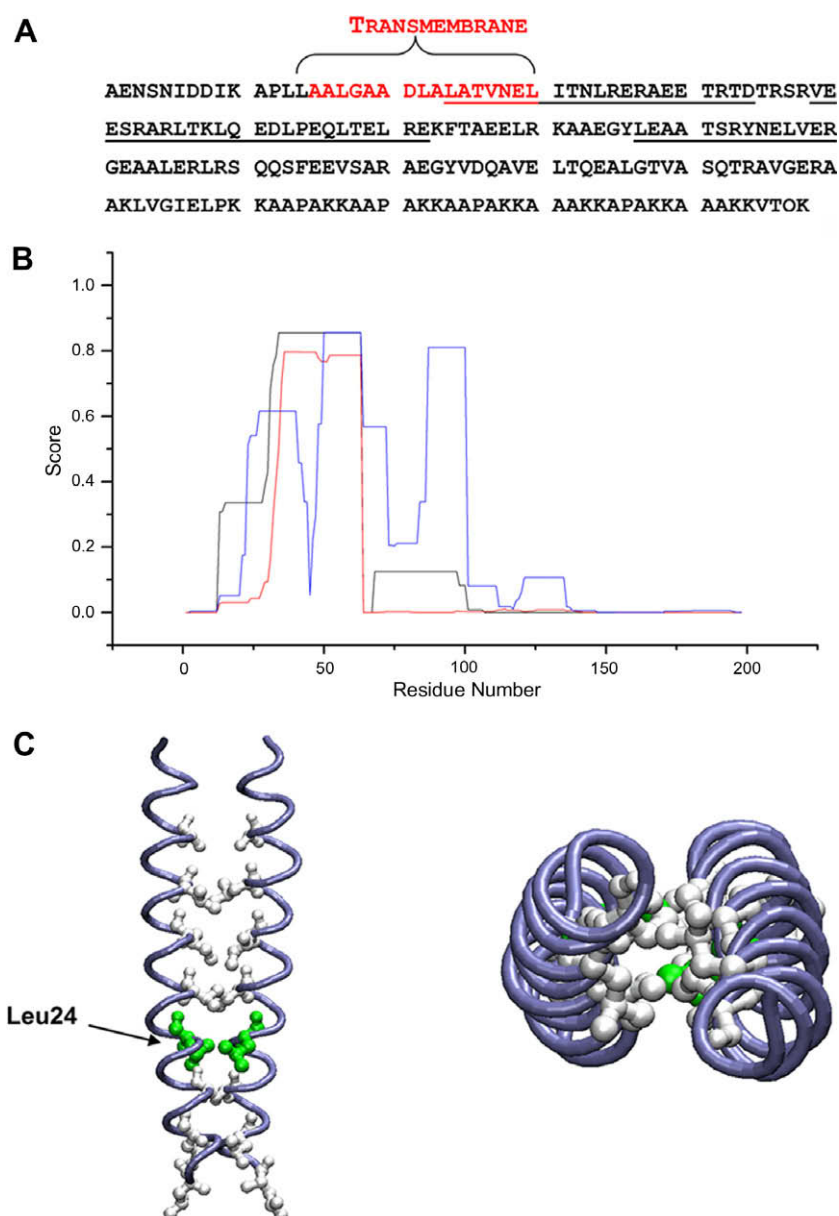 A
TRANSMEMBRANE
AENSNIDDIK APLLAALGAA DLALATVNEL ITNLRERAEE TRTDTRSRVE
ESRARLTKLQ EDLPEQLTEL REKFTAEELR KAAEGYLEAA TSRYNELVER
GEAALERLRS QQSFEEVSARAR AEGYVDQAVE LTQEALGTVA SQTRAVGERA
AKLVGIELPK KAAPAKKAAP AKKAAPAKKA AAKKAPAKKA AAKKVTOK
B
1.0
0.8
0.6
0.4
0.2
0.0
Score
0 50 100 150 200
Residue Number
C
Leu24